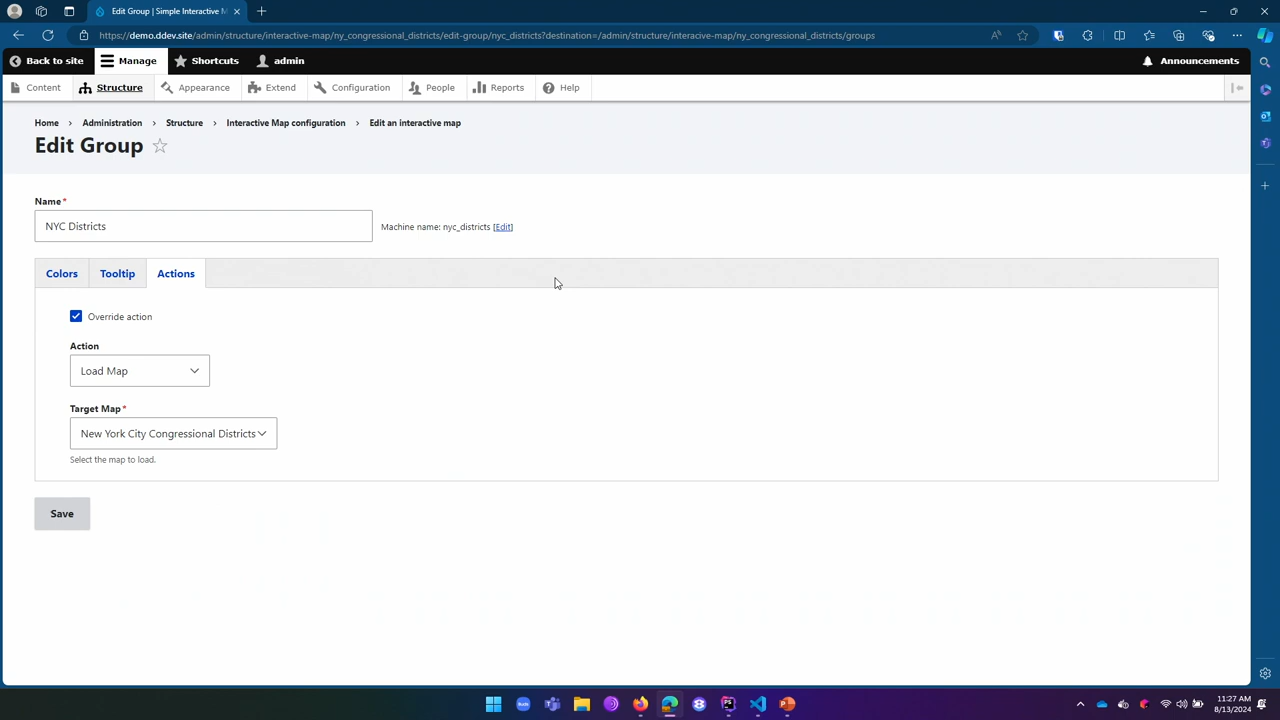 Edit Group | Simple Interactive M
https://demo.ddev.site/admin/structure/interactive-map/ny_congressional_districts/edit-group/nyc_districts?destination=/admin/structure/interacive-map/ny_congressional_districts/groups
Back to site
Manage
Shortcuts
admin
Announcements
Content
Structure
Appearance
Extend
Configuration
People
Reports
Help
Home > Administration > Structure > Interactive Map configuration > Edit an interactive map
Edit Group
Name*
NYC Districts
Machine name: nyc_districts [Edit]
Colors
Tooltip
Actions
Override action
Action
Load Map
Target Map*
New York City Congressional Districts
Select the map to load.
Save
11:27 AM
8/13/2024